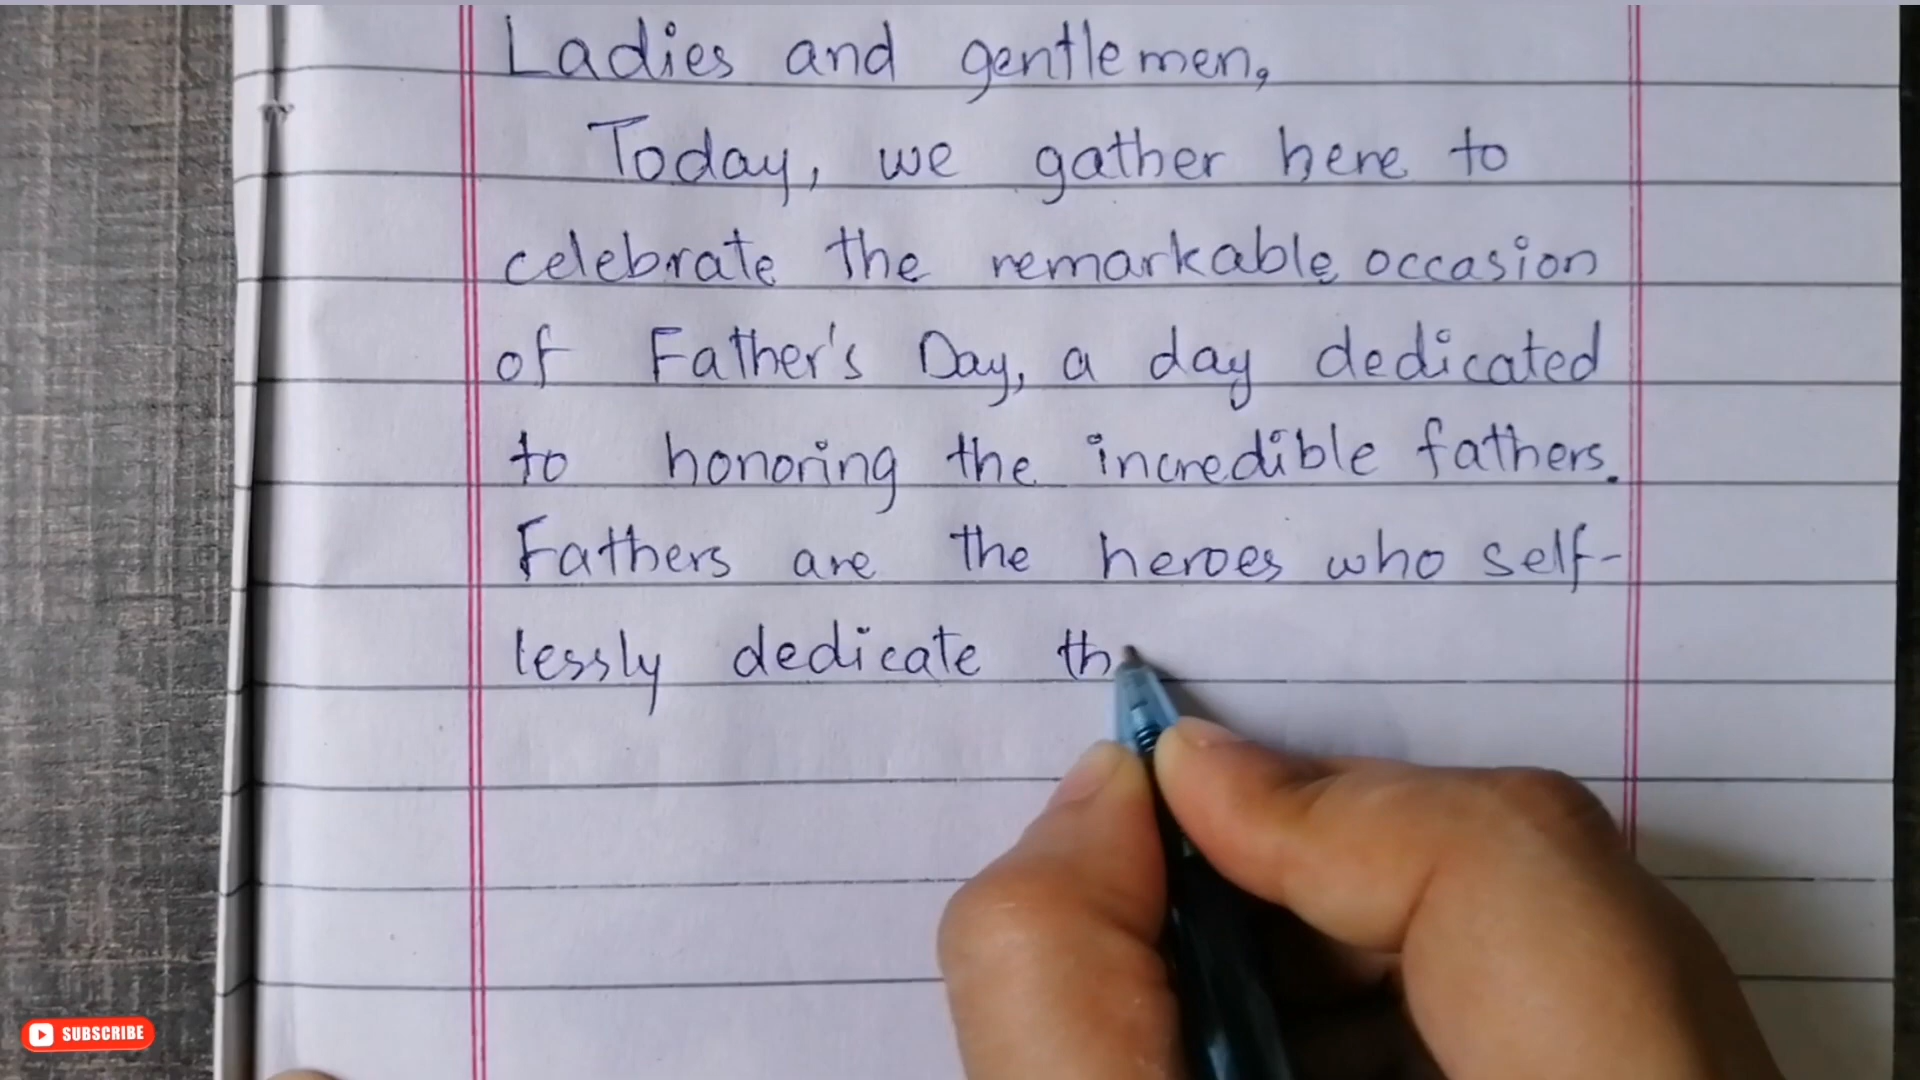 Ladies and gentlemen,
Today, we gather here to
celebrate the remarkable occasion
of Father's Day, a day dedicated
to honoring the incredible fathers.
Fathers are the heroes who self-
lessly dedicate th
SUBSCRIBE